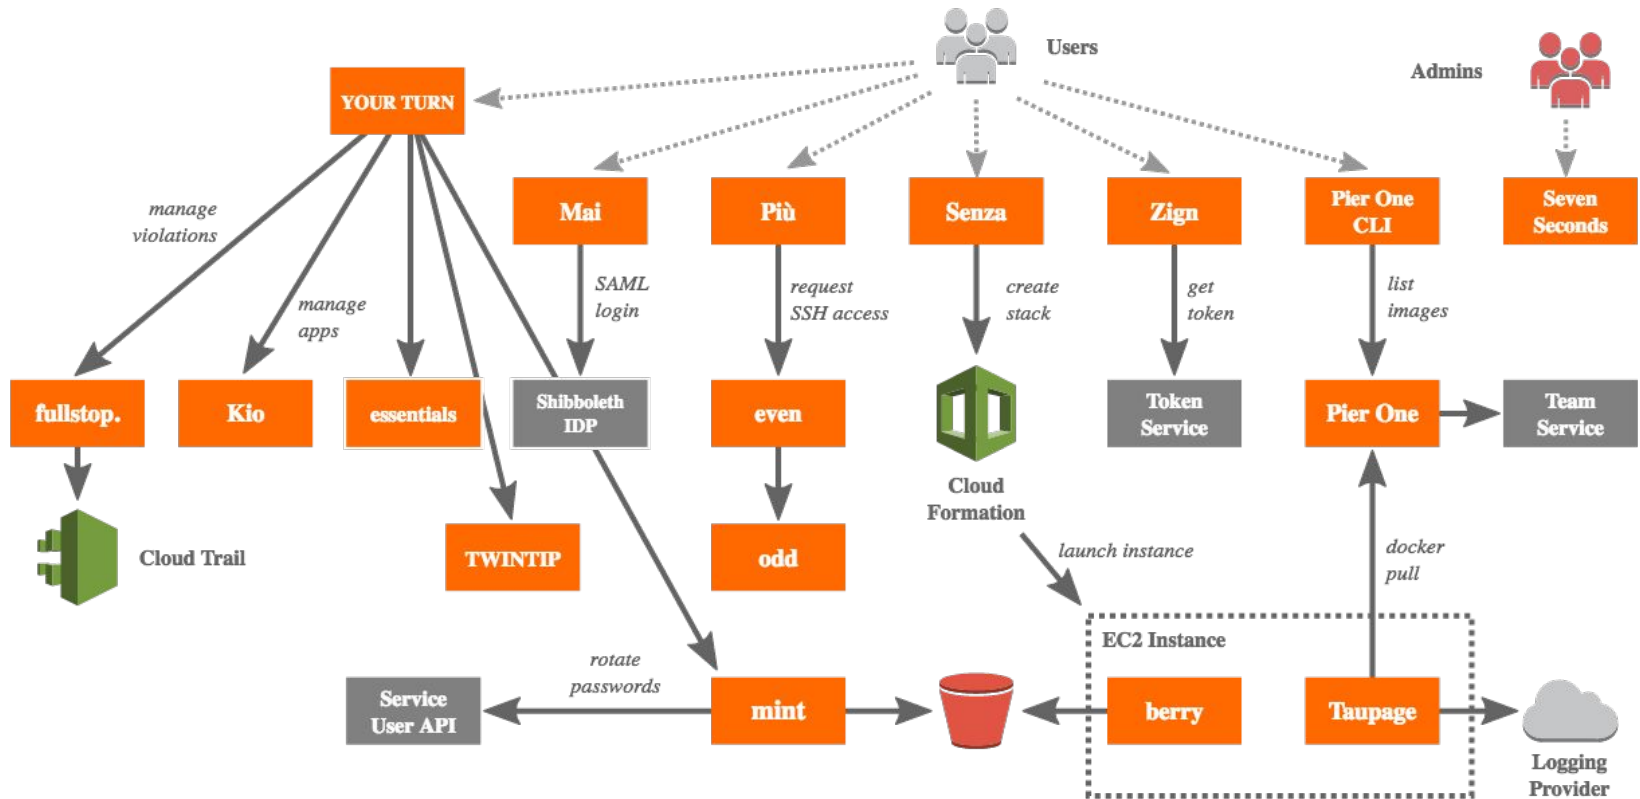 Users
Admins
YOUR TURN
Mai
Più
Senza
Zign
Pier One
CLI
Seven
Seconds
manage
violations
manage
apps
SAML
login
request
SSH access
create
stack
get
token
list
images
fullstop.
Kio
essentials
Shibboleth
IDP
even
Token
Service
Pier One
Team
Service
Cloud
Formation
Cloud Trail
TWINTIP
odd
launch instance
docker
pull
EC2 Instance
rotate
passwords
Service
User API
mint
berry
Taupage
Logging
Provider